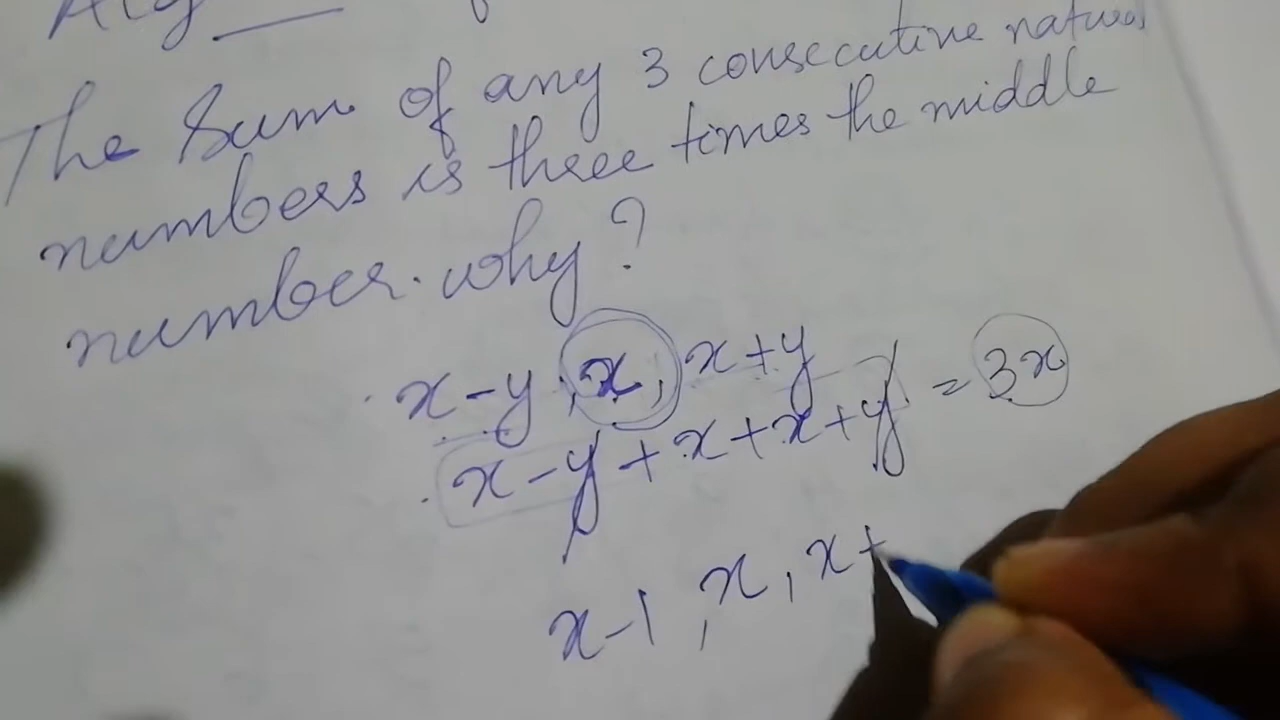 The Sum of any 3 consecutive natural
numbers is three times the middle
number. why?
x-y, x, x+y
x-y+x+x+y = 3x
x-1, x, x+